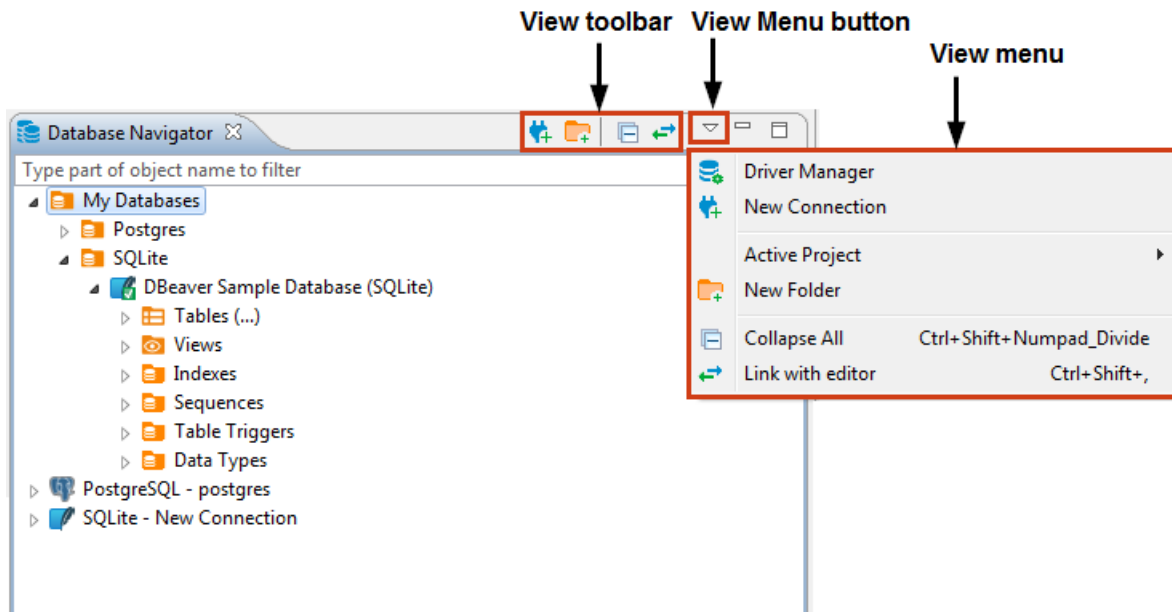 View toolbar View Menu button
View menu
Database Navigator
Type part of object name to filter
My Databases
Postgres
SQLite
DBeaver Sample Database (SQLite)
Tables (...)
Views
Indexes
Sequences
Table Triggers
Data Types
PostgreSQL - postgres
SQLite - New Connection
Driver Manager
New Connection
Active Project
New Folder
Collapse All Ctrl+Shift+Numpad_Divide
Link with editor Ctrl+Shift+,